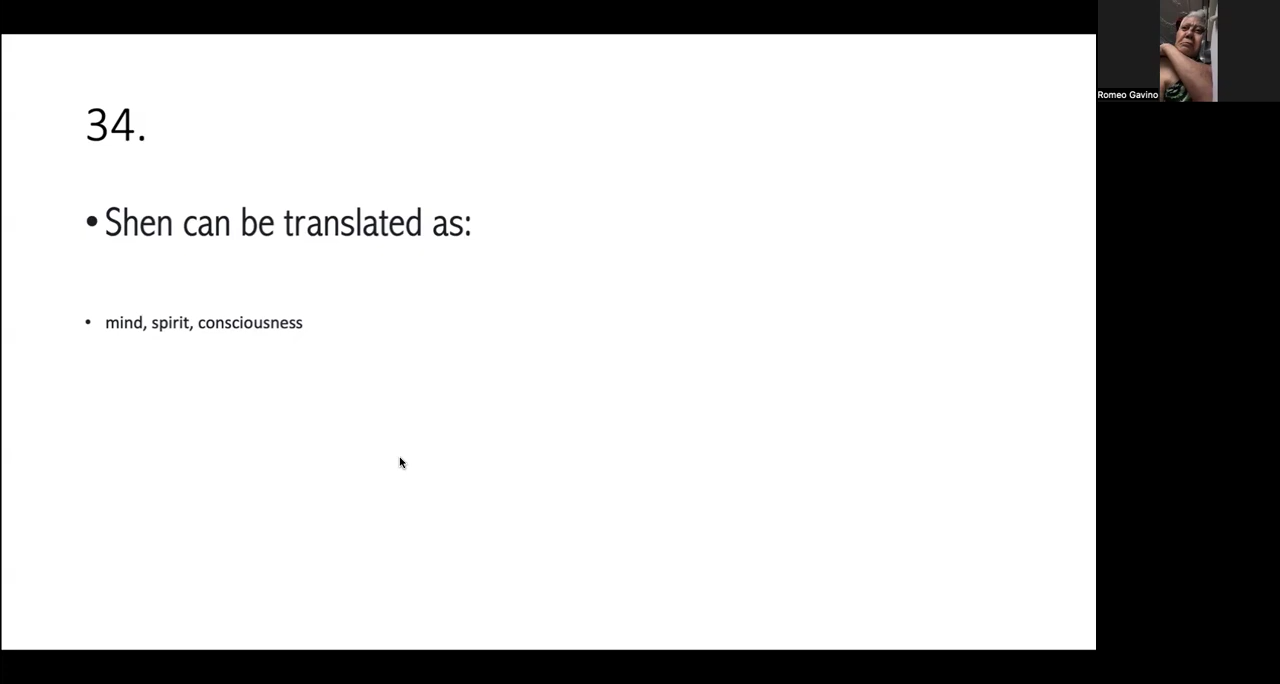 34.
• Shen can be translated as:
• mind, spirit, consciousness
Romeo Gavino